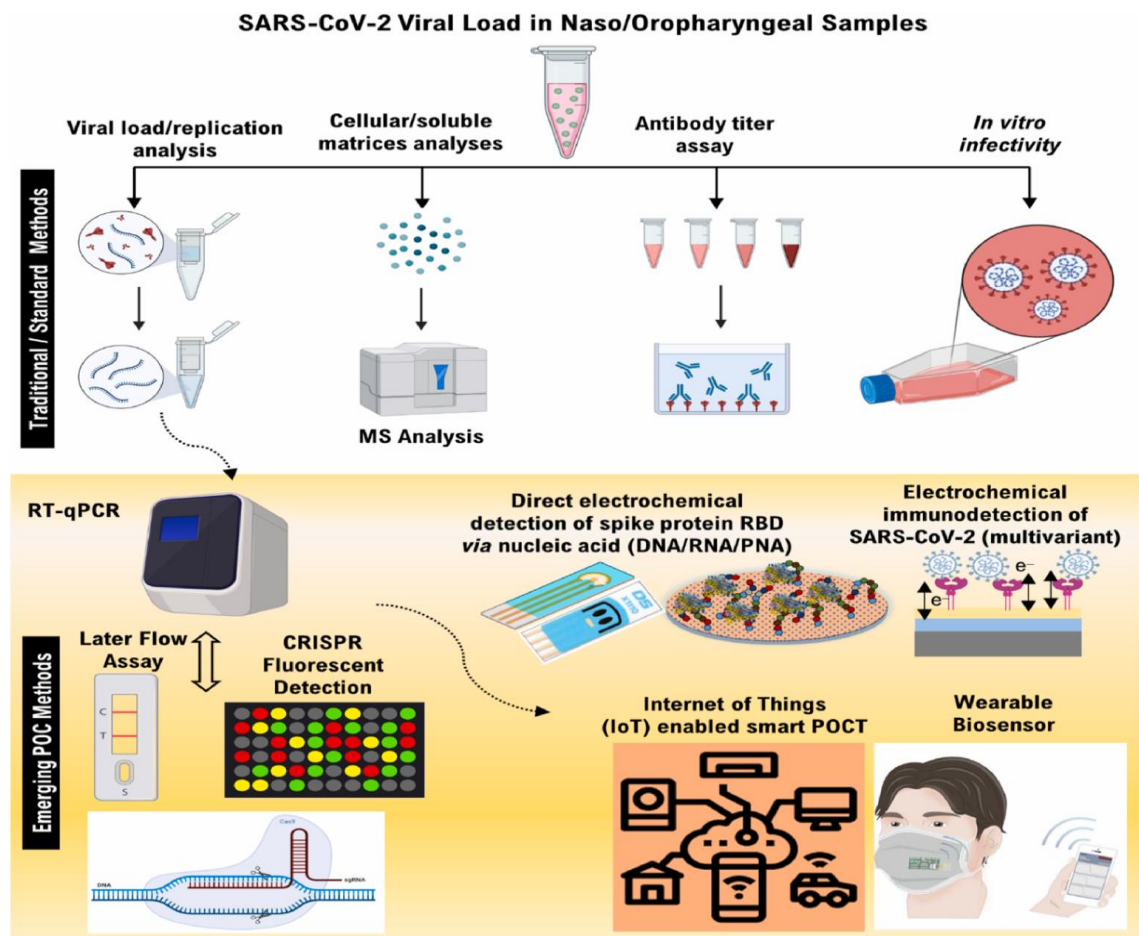 SARS-CoV-2 Viral Load in Naso/Oropharyngeal Samples
Viral load/replication
analysis
Cellular/soluble
matrices analyses
Antibody titer
assay
In vitro
infectivity
Traditional / Standard Methods
MS Analysis
RT-qPCR
Direct electrochemical
detection of spike protein RBD
via nucleic acid (DNA/RNA/PNA)
Electrochemical
immunodetection of
SARS-CoV-2 (multivariant)
e⁻
e⁻
DS
X1110
Emerging POC Methods
Later Flow
Assay
C
T
S
CRISPR
Fluorescent
Detection
Cas9
DNA
sgRNA
Internet of Things
(IoT) enabled smart POCT
Wearable
Biosensor